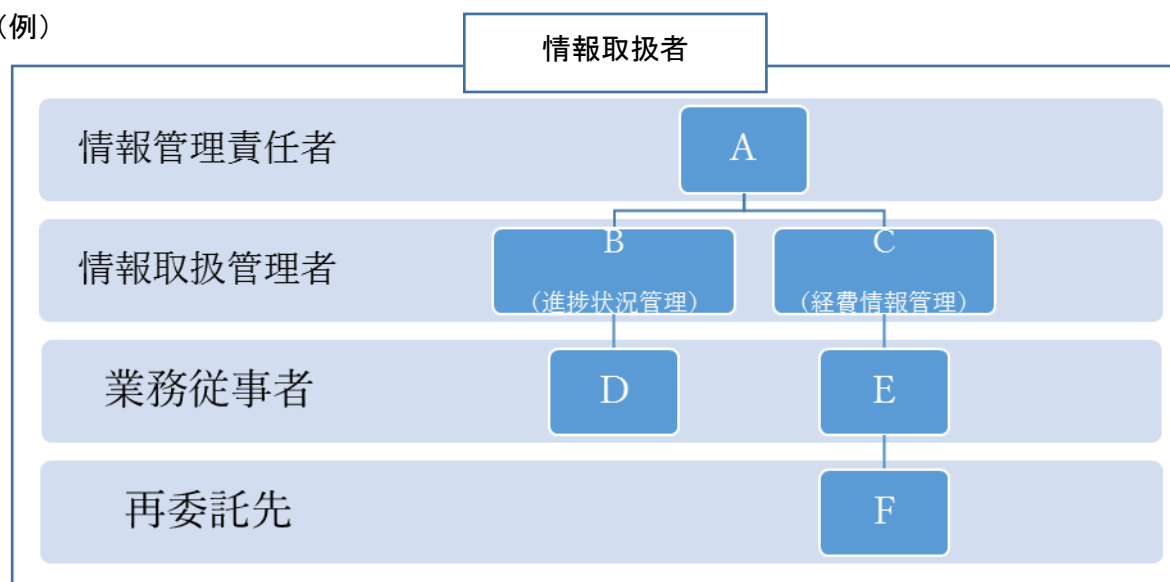 (例)
情報取扱者
情報管理責任者
A
情報取扱管理者
B
(進捗状況管理)
C
(経費情報管理)
業務従事者
D
E
再委託先
F